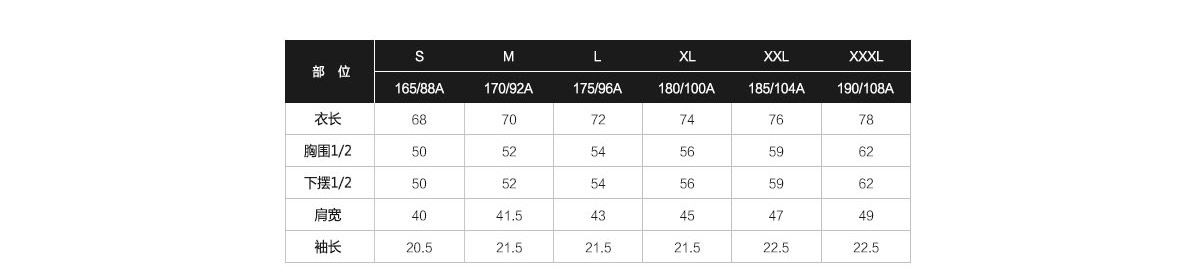 部 位 S M L XL XXL XXXL
165/88A 170/92A 175/96A 180/100A 185/104A 190/108A
衣长 68 70 72 74 76 78
胸围1/2 50 52 54 56 59 62
下摆1/2 50 52 54 56 59 62
肩宽 40 41.5 43 45 47 49
袖长 20.5 21.5 21.5 21.5 22.5 22.5